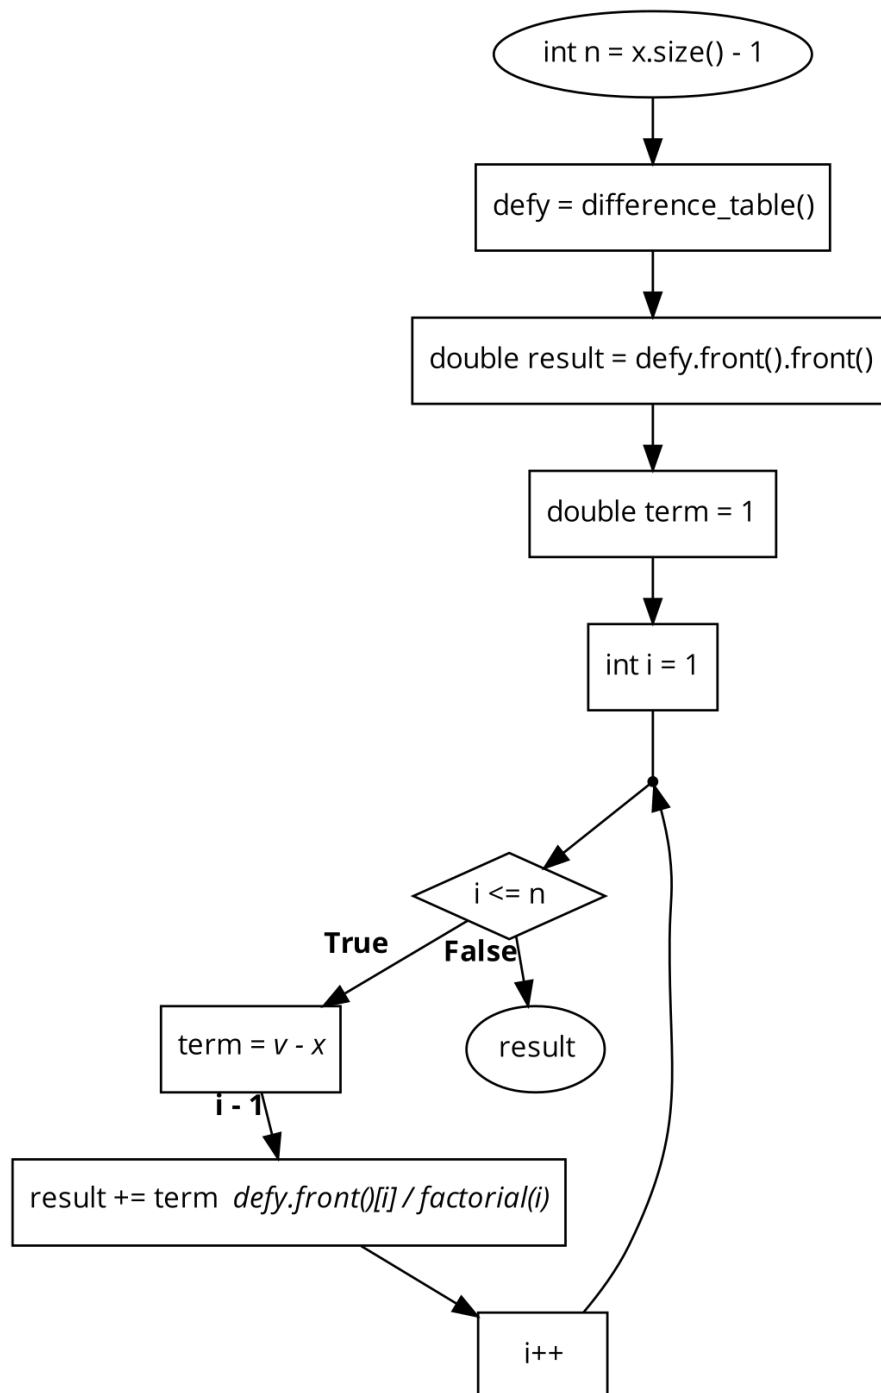 int n = x.size() - 1
defy = difference_table()
double result = defy.front().front()
double term = 1
int i = 1
i <= n
True
False
term = v - x
result
i - 1
result += term defy.front()[i] / factorial(i)
i++